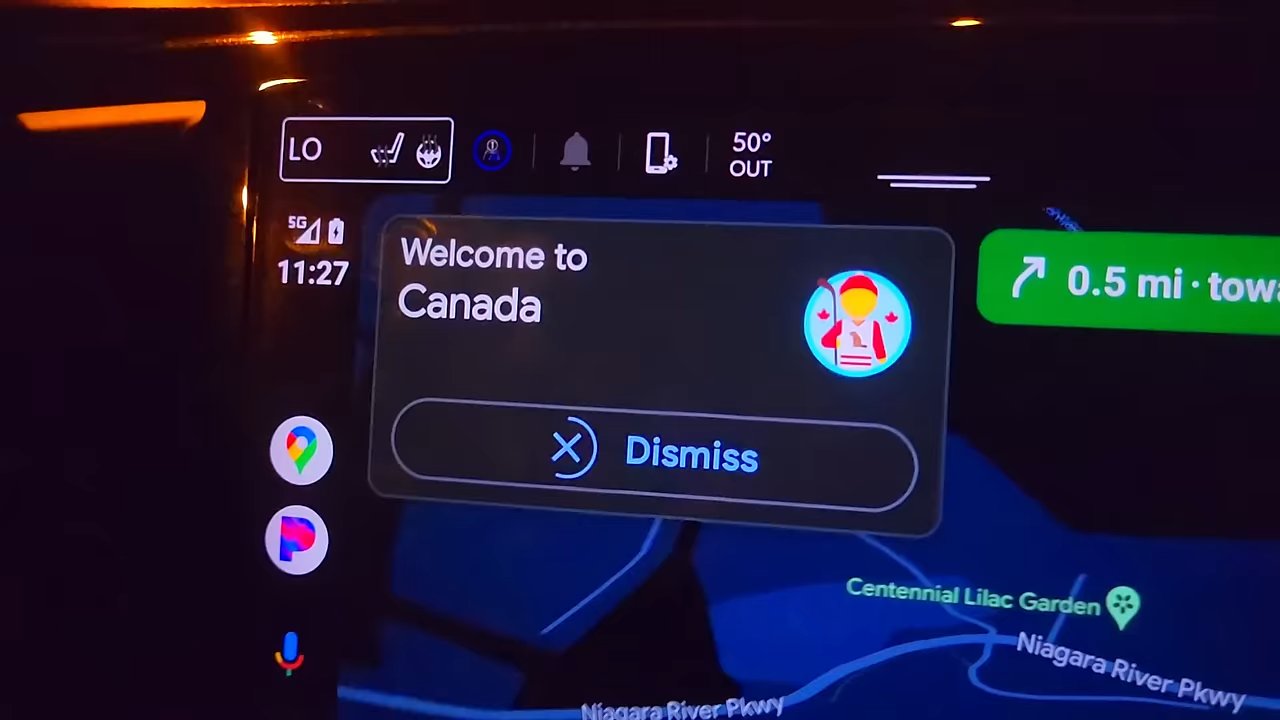 LO
50°
OUT
5G
11:27
Welcome to
Canada
0.5 mi · towa
Dismiss
Centennial Lilac Garden
Niagara River Pkwy
Niagara River Pkwy